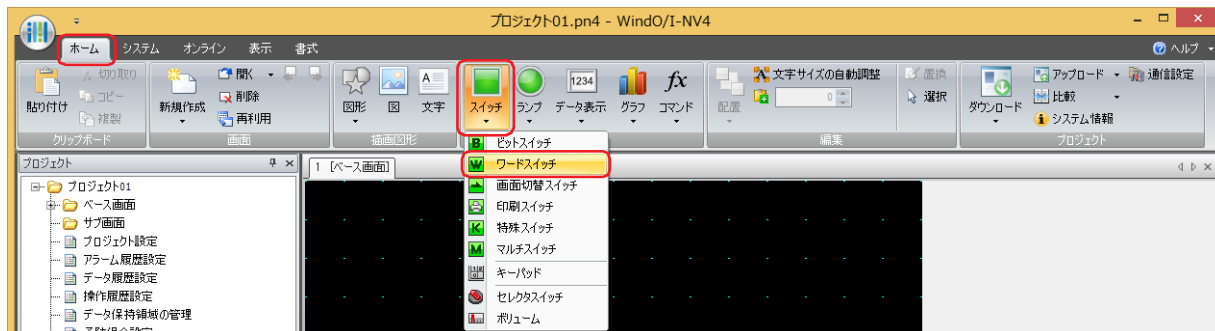 プロジェクト01.pn4 - WindO/I-NV4
ホーム システム オンライン 表示 書式 ヘルプ
貼り付け 切り取り コピー 複製
クリップボード
新規作成 開く 削除 再利用
画面
図形 図 文字
描画図形
スイッチ ランプ 1234 データ表示 グラフ fx コマンド
配置 文字サイズの自動調整 0 置換 選択
編集
ダウンロード アップロード 比較 システム情報 通信設定
プロジェクト
プロジェクト
プロジェクト01
ベース画面
サブ画面
プロジェクト設定
アラーム履歴設定
データ履歴設定
操作履歴設定
データ保持領域の管理
予防保全設定
1 [ベース画面]
B ビットスイッチ
W ワードスイッチ
画面切替スイッチ
印刷スイッチ
K 特殊スイッチ
M マルチスイッチ
キーパッド
セレクタスイッチ
ボリューム